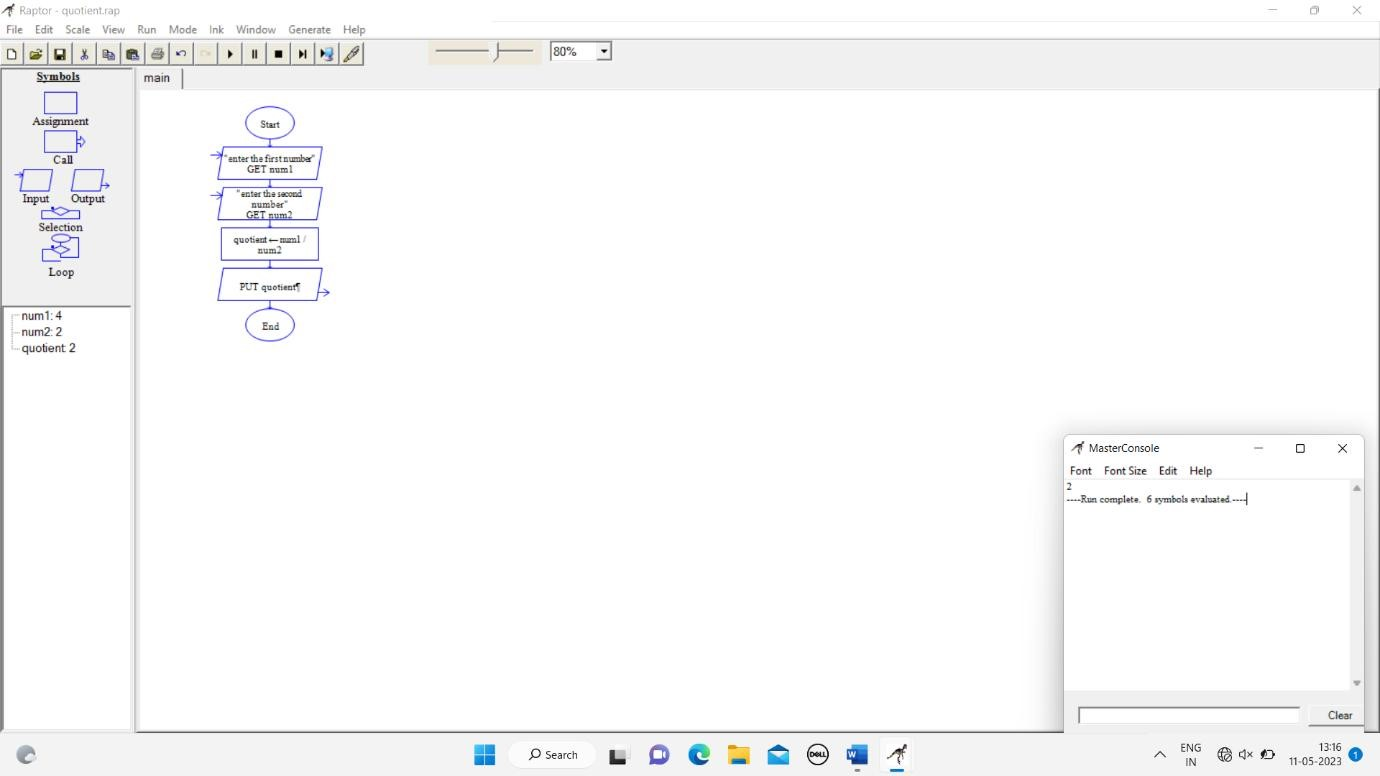 Raptor - quotient.rap
File Edit Scale View Run Mode Ink Window Generate Help
80%
Symbols
Assignment
Call
Input Output
Selection
Loop
num1: 4
num2: 2
quotient: 2
main
Start
"enter the first number"
GET num1
"enter the second
number"
GET num2
quotient ← num1 /
num2
PUT quotient¶
End
MasterConsole
Font Font Size Edit Help
2
----Run complete. 6 symbols evaluated.----
Clear
Search
DELL
W
ENG
IN
13:16
11-05-2023
1